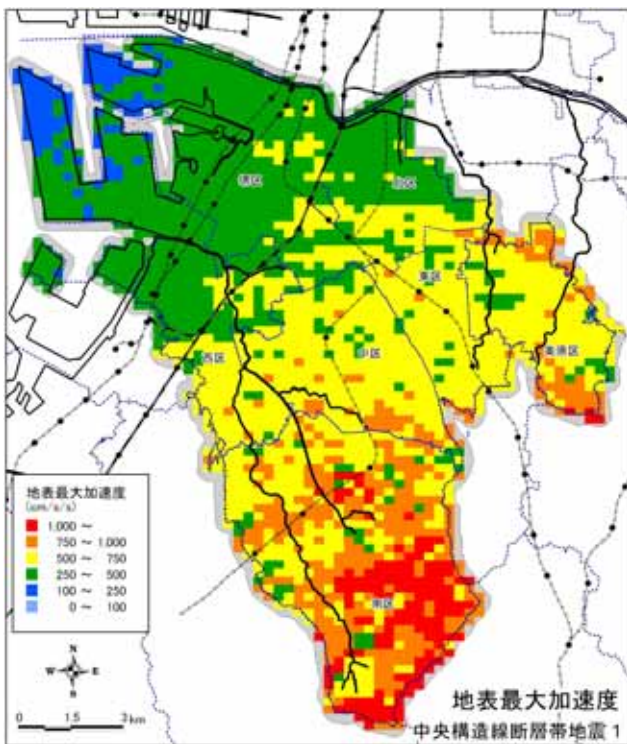 堺区
北区
東区
西区
中区
美原区
南区
地表最大加速度
(cm/s/s)
1,000 ～
750 ～ 1,000
500 ～ 750
250 ～ 500
100 ～ 250
0 ～ 100
N
W E
S
0 1.5 3 km
地表最大加速度
中央構造線断層帯地震 1